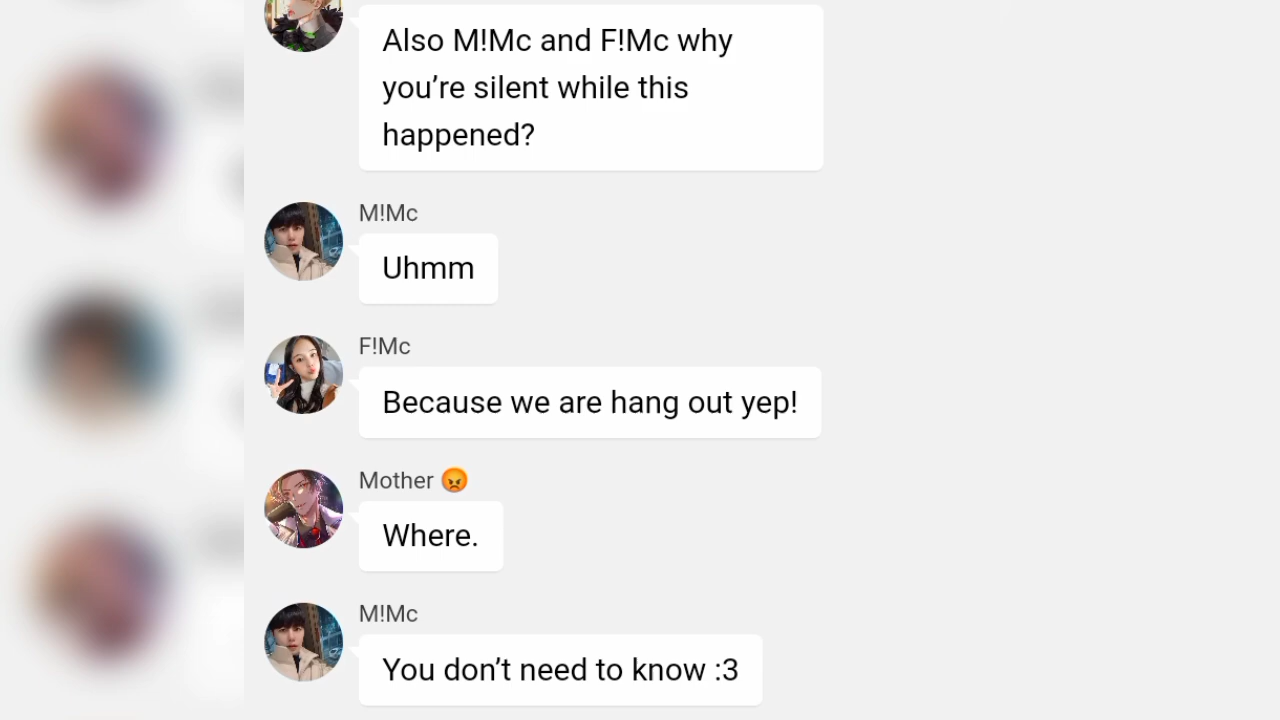 Also M!Mc and F!Mc why
you’re silent while this
happened?
M!Mc
Uhmm
F!Mc
Because we are hang out yep!
Mother 😡
Where.
M!Mc
You don’t need to know :3